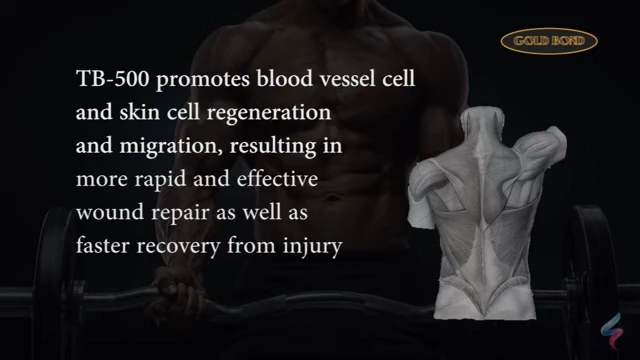 GOLD BOND
TB-500 promotes blood vessel cell
and skin cell regeneration
and migration, resulting in
more rapid and effective
wound repair as well as
faster recovery from injury